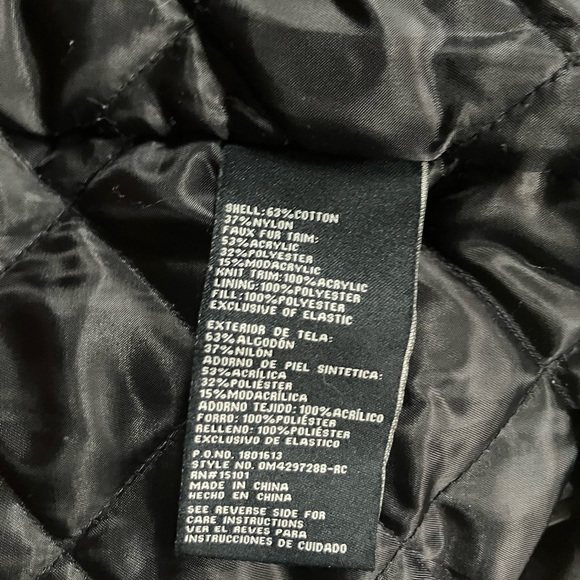 SHELL:63%COTTON
37%NYLON
FAUX FUR TRIM:
53%ACRYLIC
32%POLYESTER
15%MODACRYLIC
KNIT TRIM:100%ACRYLIC
LINING:100%POLYESTER
FILL:100%POLYESTER
EXCLUSIVE OF ELASTIC
EXTERIOR DE TELA:
63%ALGODÓN
37%NILÓN
ADORNO DE PIEL SINTETICA:
53%ACRÍLICA
32%POLIÉSTER
15%MODACRÍLICA
ADORNO TEJIDO:100%ACRÍLICO
FORRO: 100%POLIÉSTER
RELLENO: 100%POLIÉSTER
EXCLUSIVO DE ELASTICO
P.O.NO. 1801613
STYLE NO. OM429728B-RC
RN#15101
MADE IN CHINA
HECHO EN CHINA
SEE REVERSE SIDE FOR
CARE INSTRUCTIONS
VER EL REVES PARA
INSTRUCCIONES DE CUIDADO